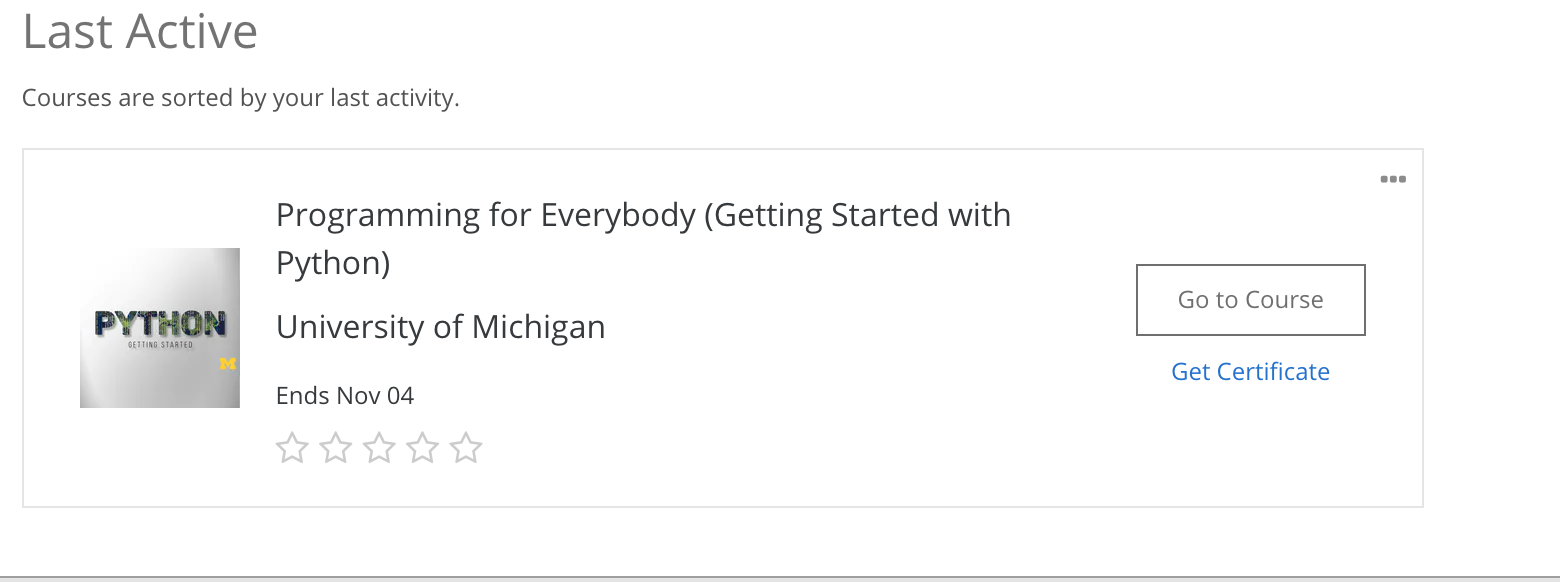 Last Active
Courses are sorted by your last activity.
Programming for Everybody (Getting Started with
Python)
PYTHON
GETTING STARTED
M
University of Michigan
Ends Nov 04
Go to Course
Get Certificate